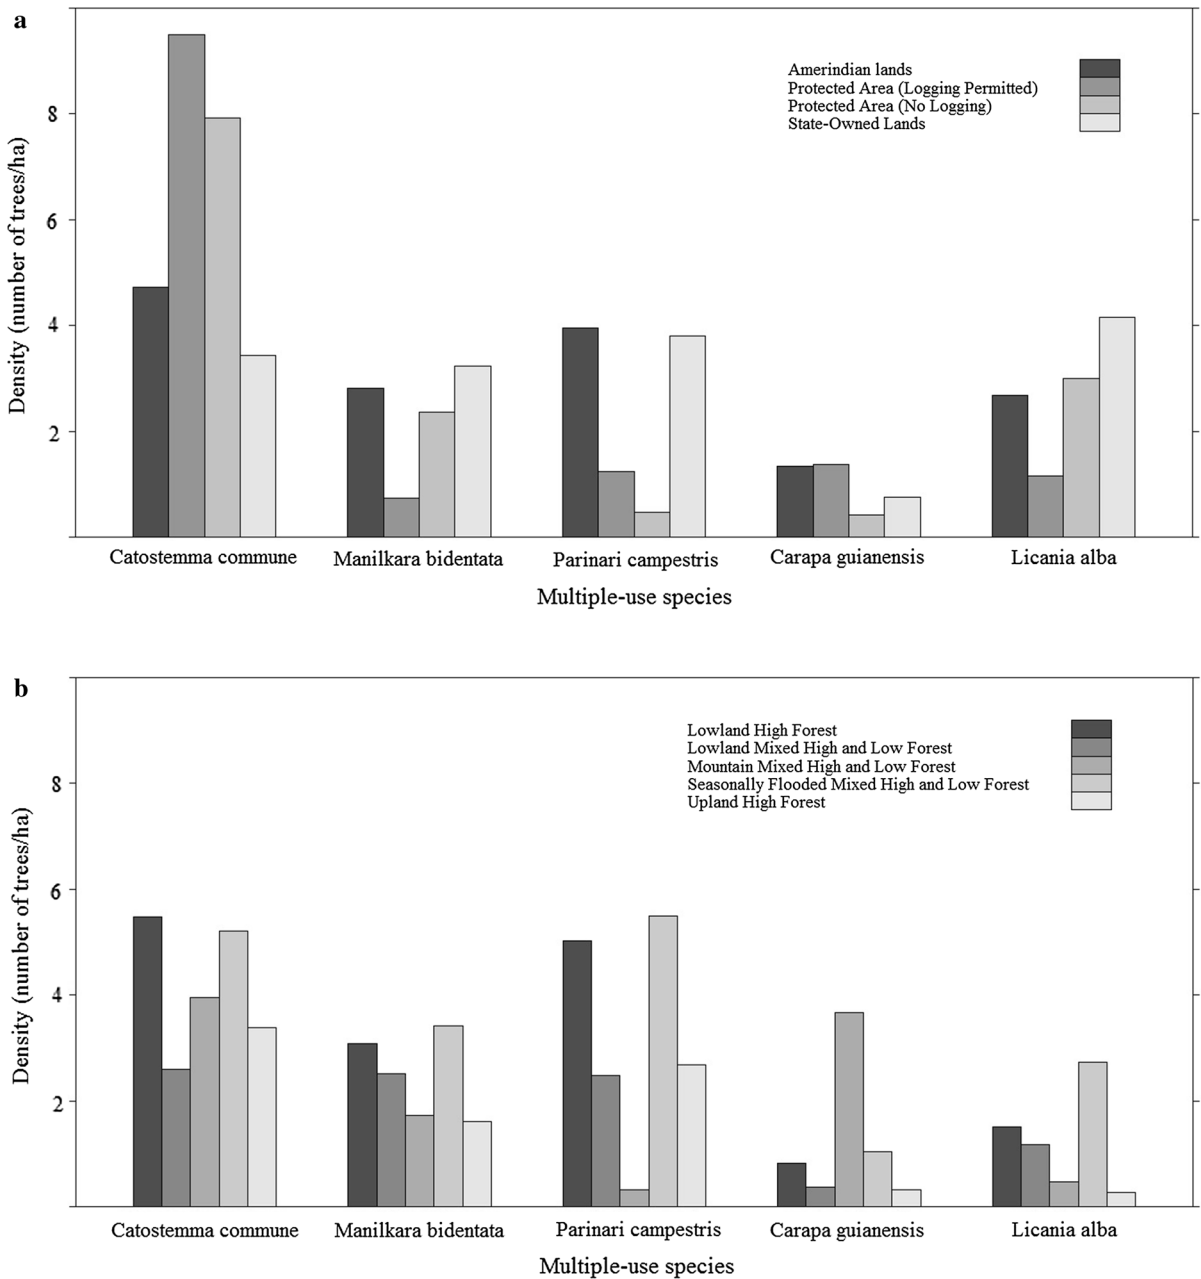 a
Amerindian lands
Protected Area (Logging Permitted)
Protected Area (No Logging)
State-Owned Lands
8
6
4
2
Density (number of trees/ha)
Catostemma commune
Manilkara bidentata
Parinari campestris
Carapa guianensis
Licania alba
Multiple-use species
b
Lowland High Forest
Lowland Mixed High and Low Forest
Mountain Mixed High and Low Forest
Seasonally Flooded Mixed High and Low Forest
Upland High Forest
8
6
4
2
Density (number of trees/ha)
Catostemma commune
Manilkara bidentata
Parinari campestris
Carapa guianensis
Licania alba
Multiple-use species